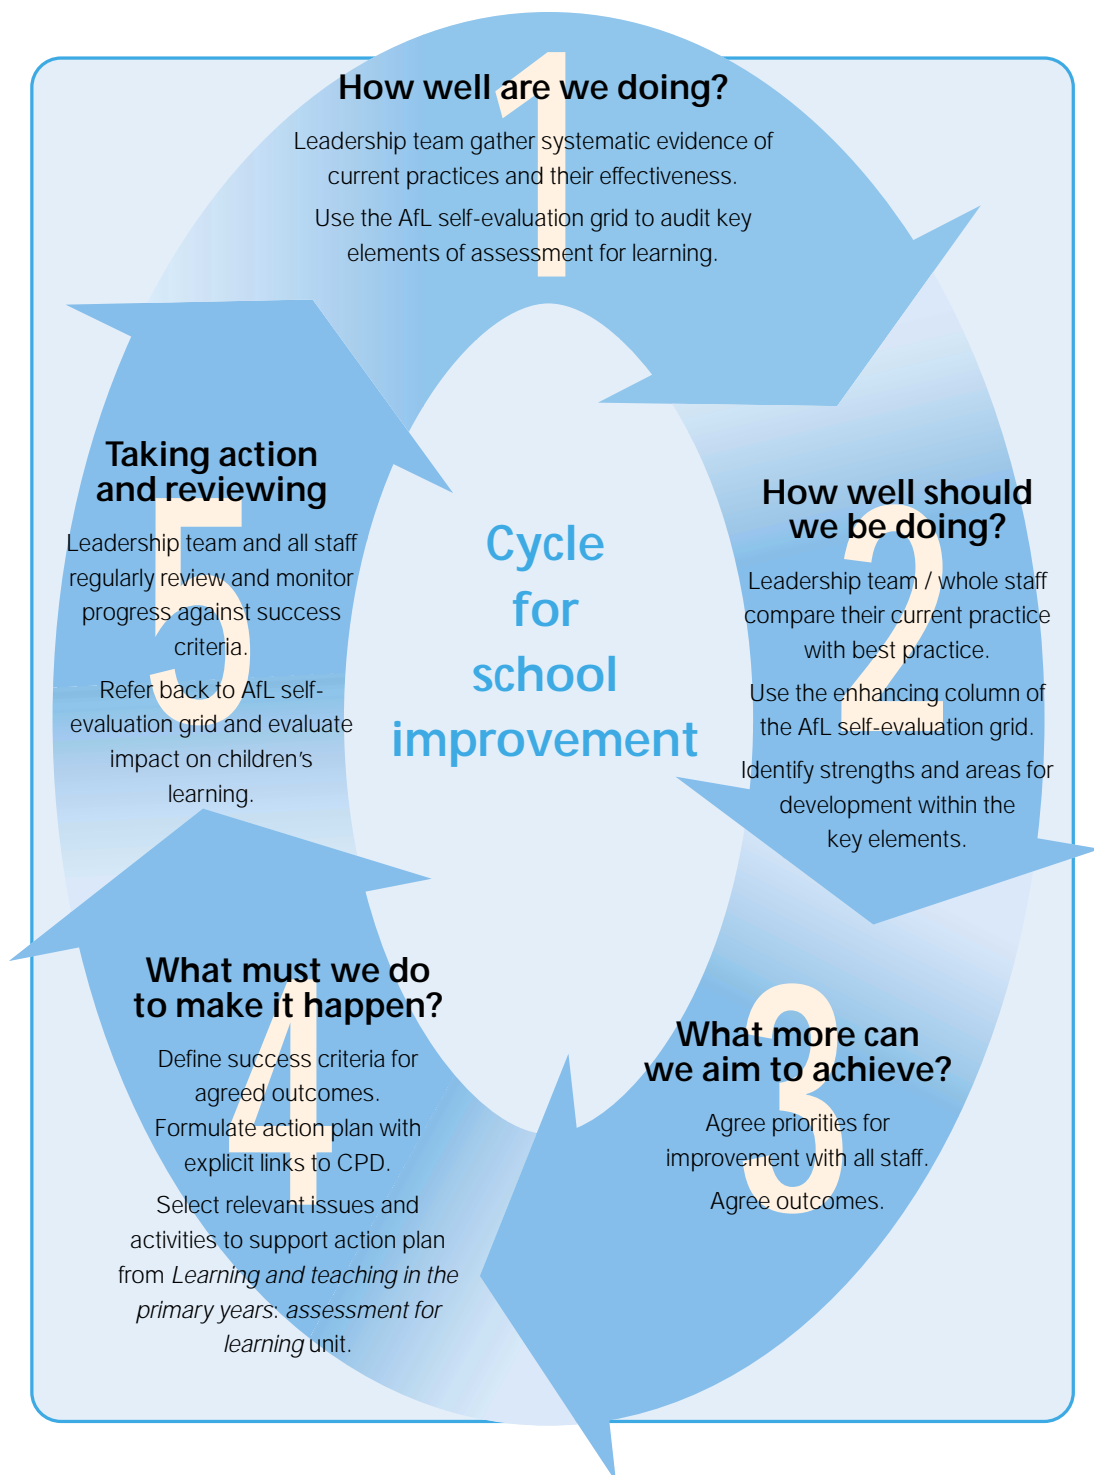 1
How well are we doing?
Leadership team gather systematic evidence of
current practices and their effectiveness.
Use the AfL self-evaluation grid to audit key
elements of assessment for learning.
2
How well should
we be doing?
Leadership team / whole staff
compare their current practice
with best practice.
Use the enhancing column of
the AfL self-evaluation grid.
Identify strengths and areas for
development within the
key elements.
3
What more can
we aim to achieve?
Agree priorities for
improvement with all staff.
Agree outcomes.
4
What must we do
to make it happen?
Define success criteria for
agreed outcomes.
Formulate action plan with
explicit links to CPD.
Select relevant issues and
activities to support action plan
from Learning and teaching in the
primary years: assessment for
learning unit.
5
Taking action
and reviewing
Leadership team and all staff
regularly review and monitor
progress against success
criteria.
Refer back to AfL self-
evaluation grid and evaluate
impact on children’s
learning.
Cycle
for
school
improvement